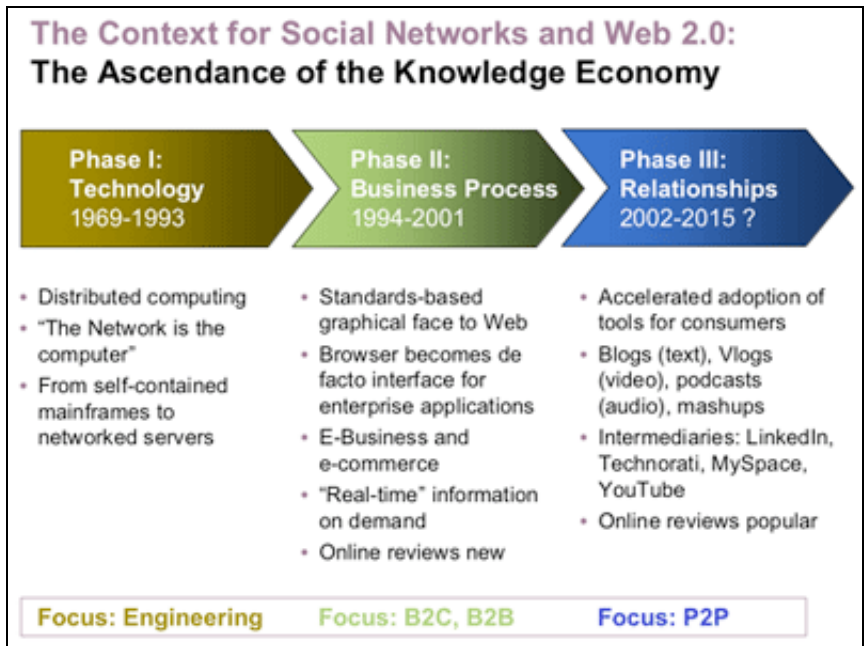 The Context for Social Networks and Web 2.0:
The Ascendance of the Knowledge Economy
Phase I:
Technology
1969-1993
Phase II:
Business Process
1994-2001
Phase III:
Relationships
2002-2015 ?
• Distributed computing
• “The Network is the
computer”
• From self-contained
mainframes to
networked servers
• Standards-based
graphical face to Web
• Browser becomes de
facto interface for
enterprise applications
• E-Business and
e-commerce
• “Real-time” information
on demand
• Online reviews new
• Accelerated adoption of
tools for consumers
• Blogs (text), Vlogs
(video), podcasts
(audio), mashups
• Intermediaries: LinkedIn,
Technorati, MySpace,
YouTube
• Online reviews popular
Focus: Engineering
Focus: B2C, B2B
Focus: P2P